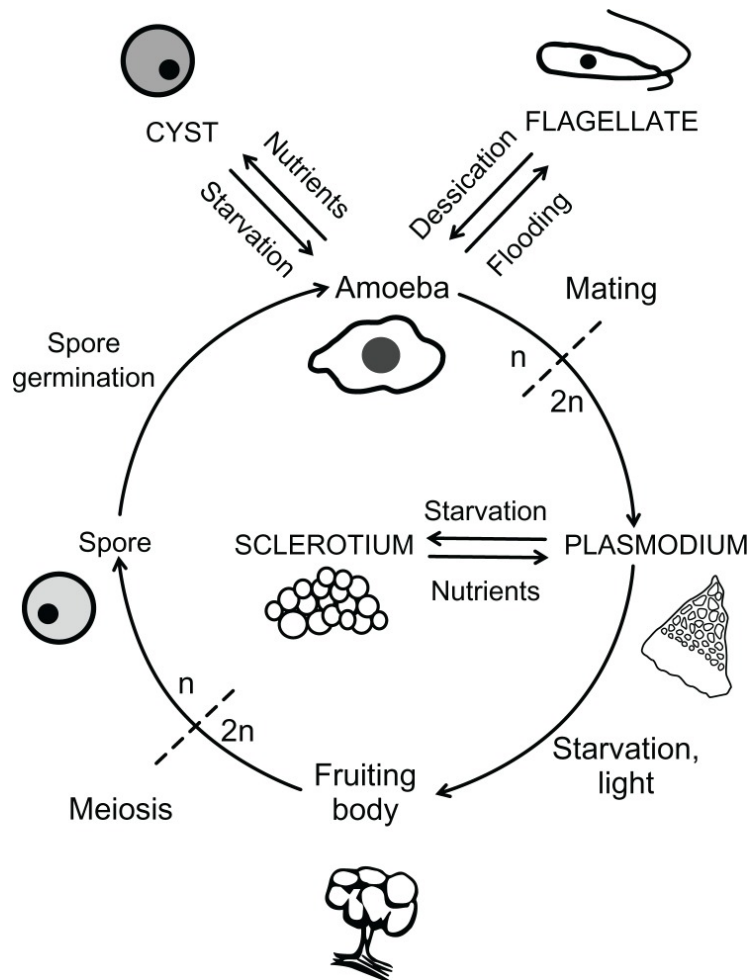 CYST
FLAGELLATE
Nutrients
Starvation
Dessication
Flooding
Amoeba
Mating
n
2n
Spore
germination
Spore
SCLEROTIUM
Starvation
Nutrients
PLASMODIUM
n
2n
Meiosis
Fruiting
body
Starvation,
light